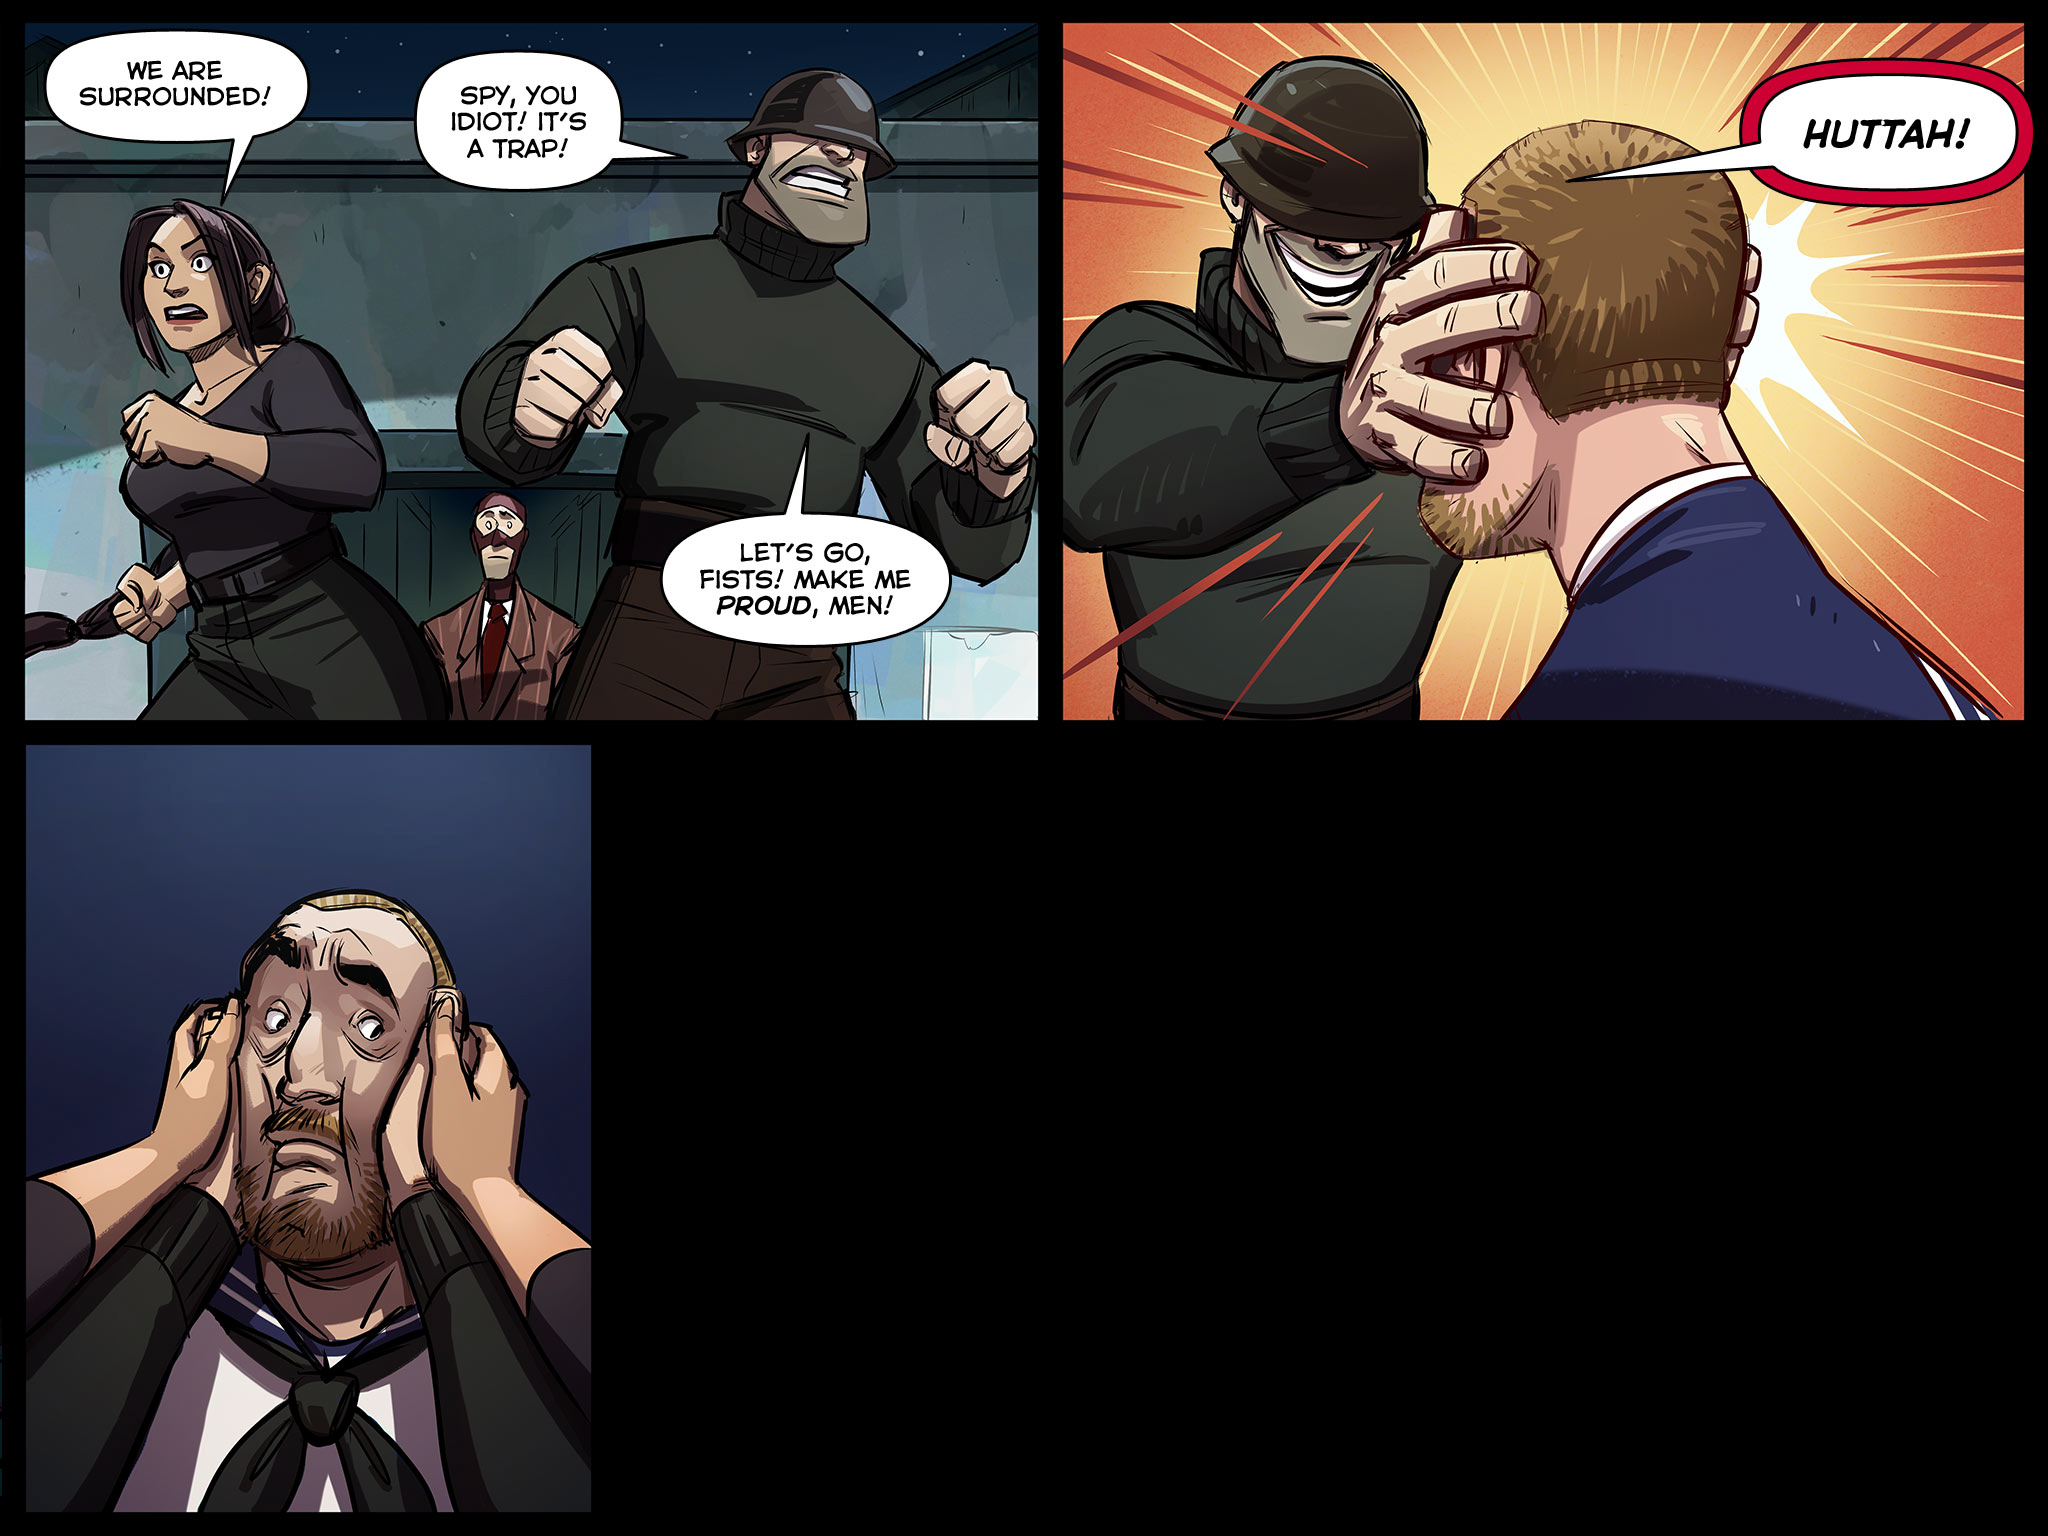 WE ARE
SURROUNDED!
SPY, YOU
IDIOT! IT'S
A TRAP!
LET'S GO,
FISTS! MAKE ME
PROUD, MEN!
HUTTAH!